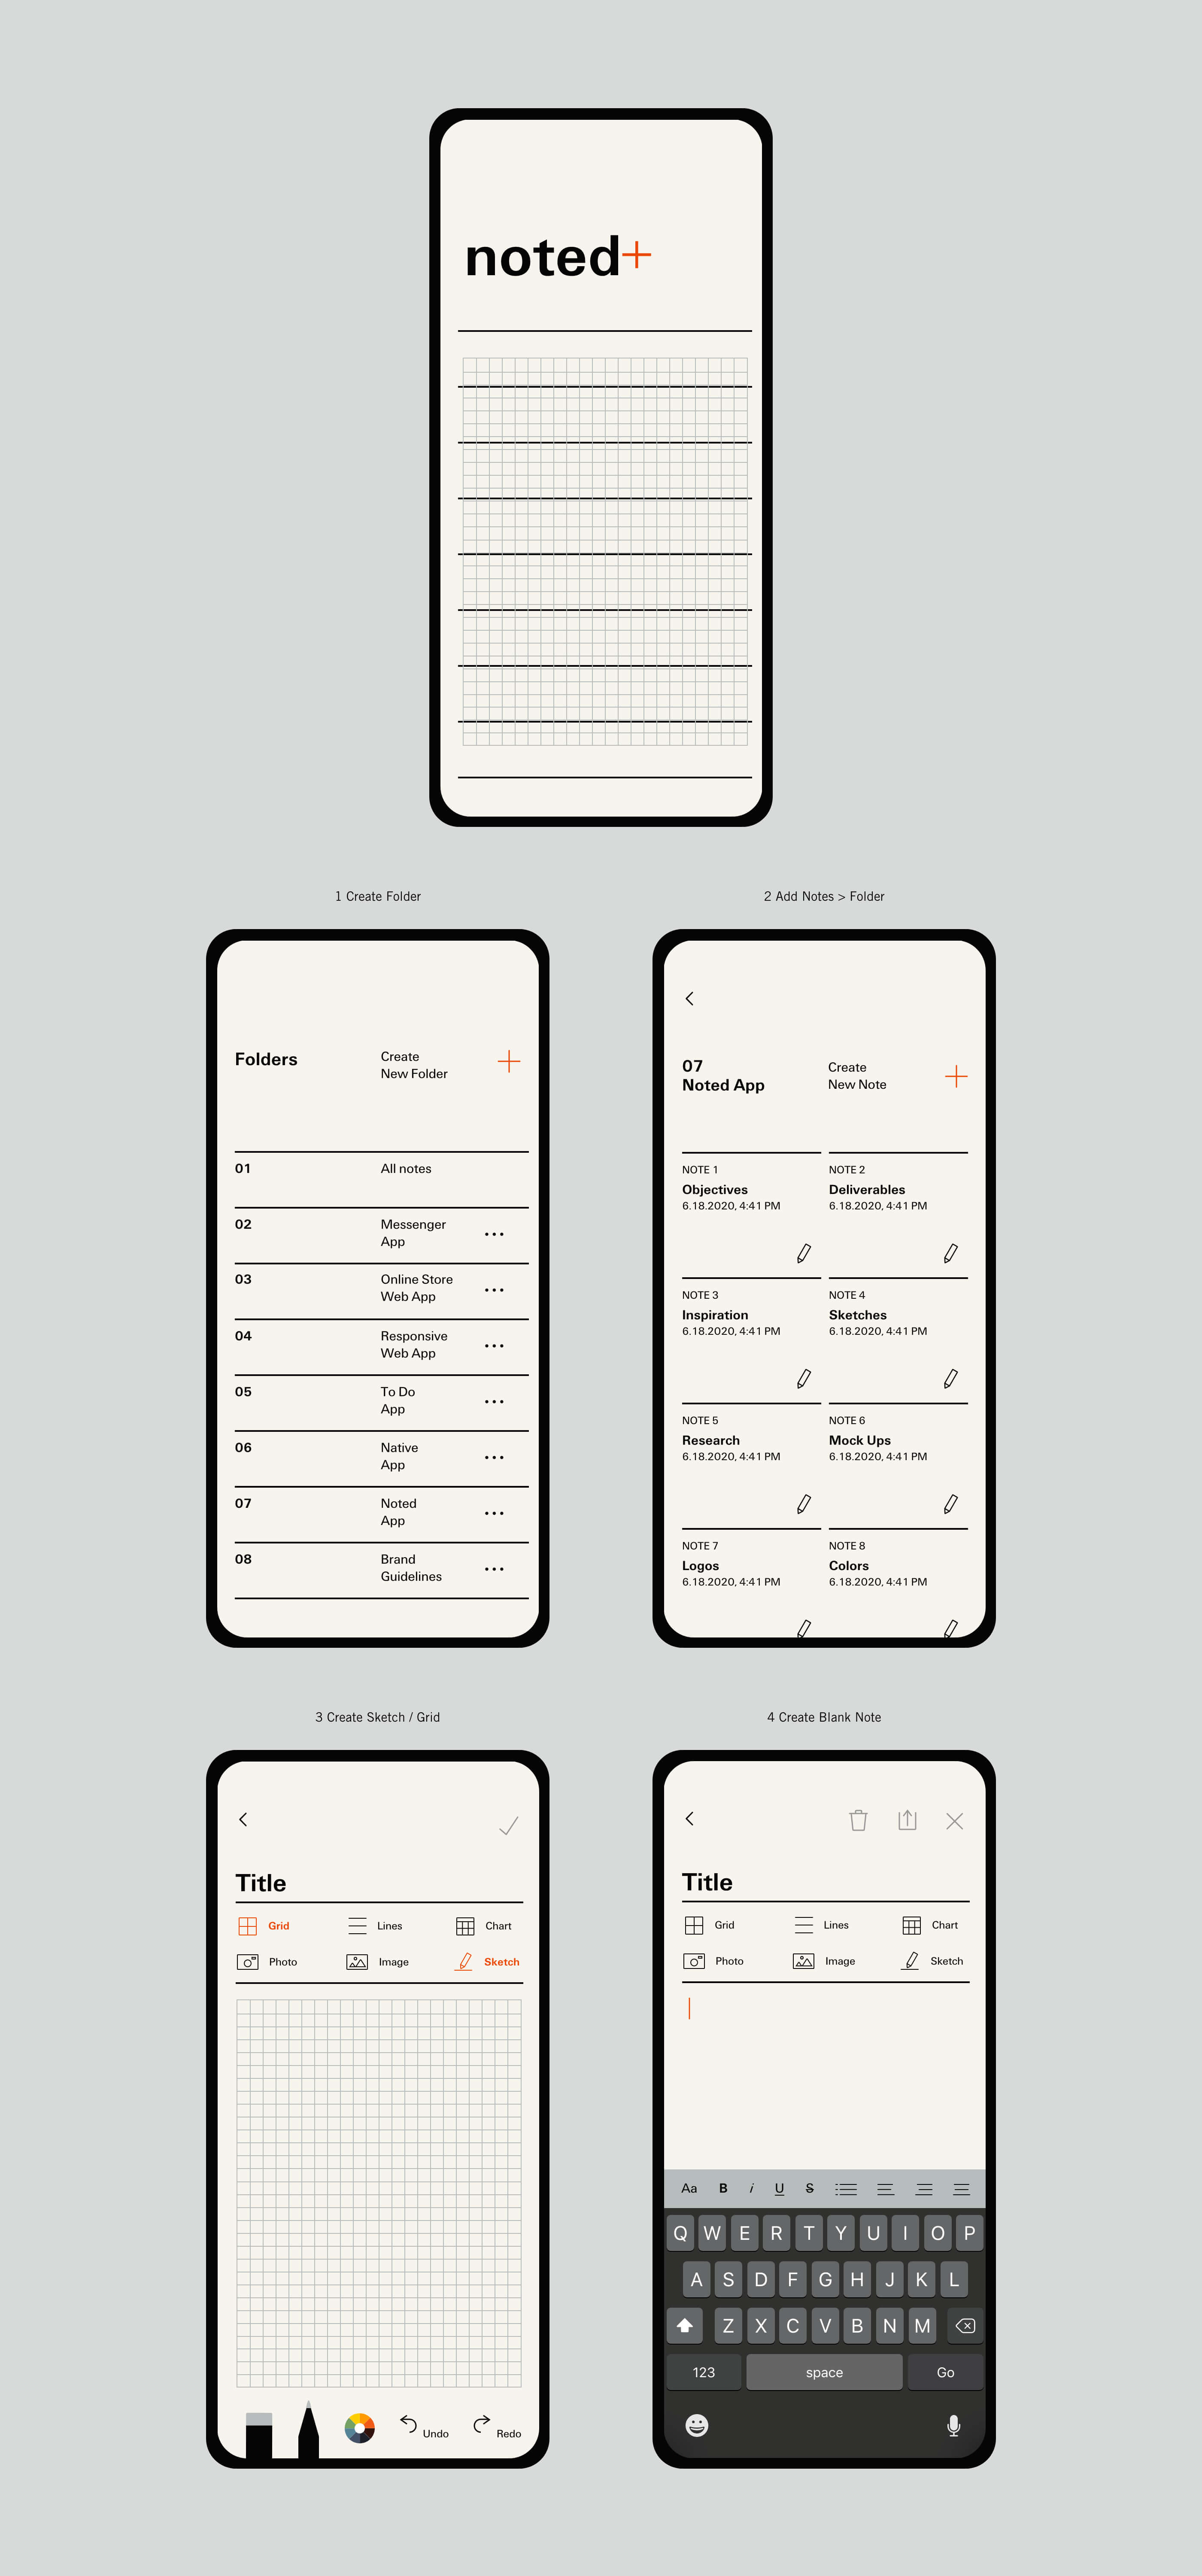 noted+
1 Create Folder
Folders
Create
New Folder
01
All notes
02
Messenger
App
03
Online Store
Web App
04
Responsive
Web App
05
To Do
App
06
Native
App
07
Noted
App
08
Brand
Guidelines
2 Add Notes > Folder
07
Noted App
Create
New Note
NOTE 1
Objectives
6.18.2020, 4:41 PM
NOTE 2
Deliverables
6.18.2020, 4:41 PM
NOTE 3
Inspiration
6.18.2020, 4:41 PM
NOTE 4
Sketches
6.18.2020, 4:41 PM
NOTE 5
Research
6.18.2020, 4:41 PM
NOTE 6
Mock Ups
6.18.2020, 4:41 PM
NOTE 7
Logos
6.18.2020, 4:41 PM
NOTE 8
Colors
6.18.2020, 4:41 PM
3 Create Sketch / Grid
Title
Grid Lines Chart
Photo Image Sketch
Undo Redo
4 Create Blank Note
Title
Grid Lines Chart
Photo Image Sketch
Aa B i U S
Q W E R T Y U I O P
A S D F G H J K L
Z X C V B N M
123 space Go